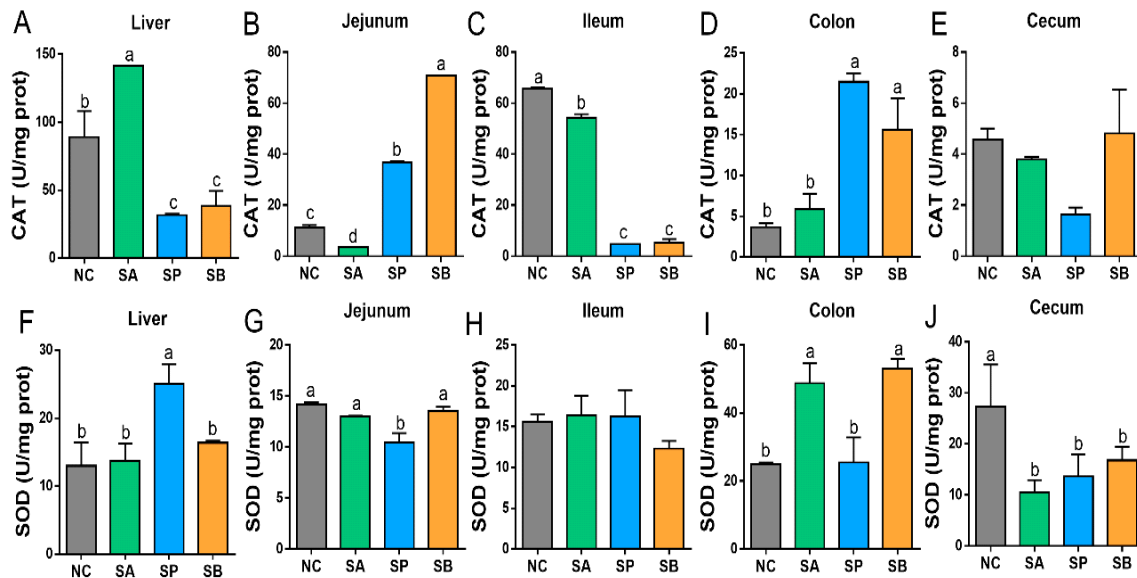 A Liver
CAT (U/mg prot)
150
100
50
0
b a c c
NC SA SP SB
B Jejunum
CAT (U/mg prot)
80
60
40
20
0
c d b a
NC SA SP SB
C Ileum
CAT (U/mg prot)
80
60
40
20
0
a b c c
NC SA SP SB
D Colon
CAT (U/mg prot)
25
20
15
10
5
0
b b a a
NC SA SP SB
E Cecum
CAT (U/mg prot)
8
6
4
2
0
NC SA SP SB
F Liver
SOD (U/mg prot)
30
20
10
0
b b a b
NC SA SP SB
G Jejunum
SOD (U/mg prot)
20
15
10
5
0
a a b a
NC SA SP SB
H Ileum
SOD (U/mg prot)
25
20
15
10
5
0
NC SA SP SB
I Colon
SOD (U/mg prot)
60
40
20
0
b a b a
NC SA SP SB
J Cecum
SOD (U/mg prot)
40
30
20
10
0
a b b b
NC SA SP SB